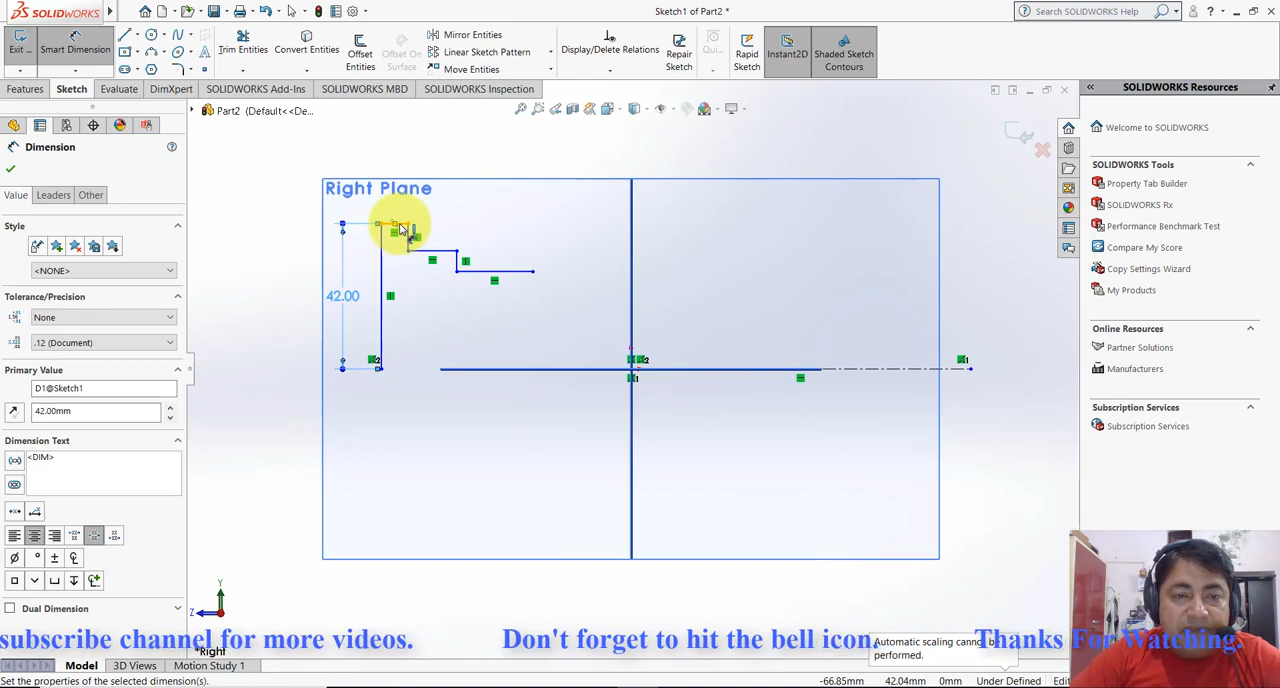 SOLIDWORKS
Sketch1 of Part2 *
Search SOLIDWORKS Help
Exit ...
Smart Dimension
Trim Entities
Convert Entities
Offset Entities
Offset On Surface
Mirror Entities
Linear Sketch Pattern
Move Entities
Display/Delete Relations
Repair Sketch
Qui...
Rapid Sketch
Instant2D
Shaded Sketch Contours
Features
Sketch
Evaluate
DimXpert
SOLIDWORKS Add-Ins
SOLIDWORKS MBD
SOLIDWORKS Inspection
Part2 (Default<<De...
SOLIDWORKS Resources
Dimension
Value
Leaders
Other
Style
<NONE>
Tolerance/Precision
None
.12 (Document)
Primary Value
D1@Sketch1
42.00mm
Dimension Text
<DIM>
Dual Dimension
Right Plane
42.00
2
2
1
1
Y
Z
Welcome to SOLIDWORKS
SOLIDWORKS Tools
Property Tab Builder
SOLIDWORKS Rx
Performance Benchmark Test
Compare My Score
Copy Settings Wizard
My Products
Online Resources
Partner Solutions
Manufacturers
Subscription Services
Subscription Services
subscribe channel for more videos.
Don't forget to hit the bell icon.
Thanks For Watching.
*Right
Automatic scaling cannot be
performed.
Model
3D Views
Motion Study 1
Set the properties of the selected dimension(s).
-66.85mm
42.04mm
0mm
Under Defined